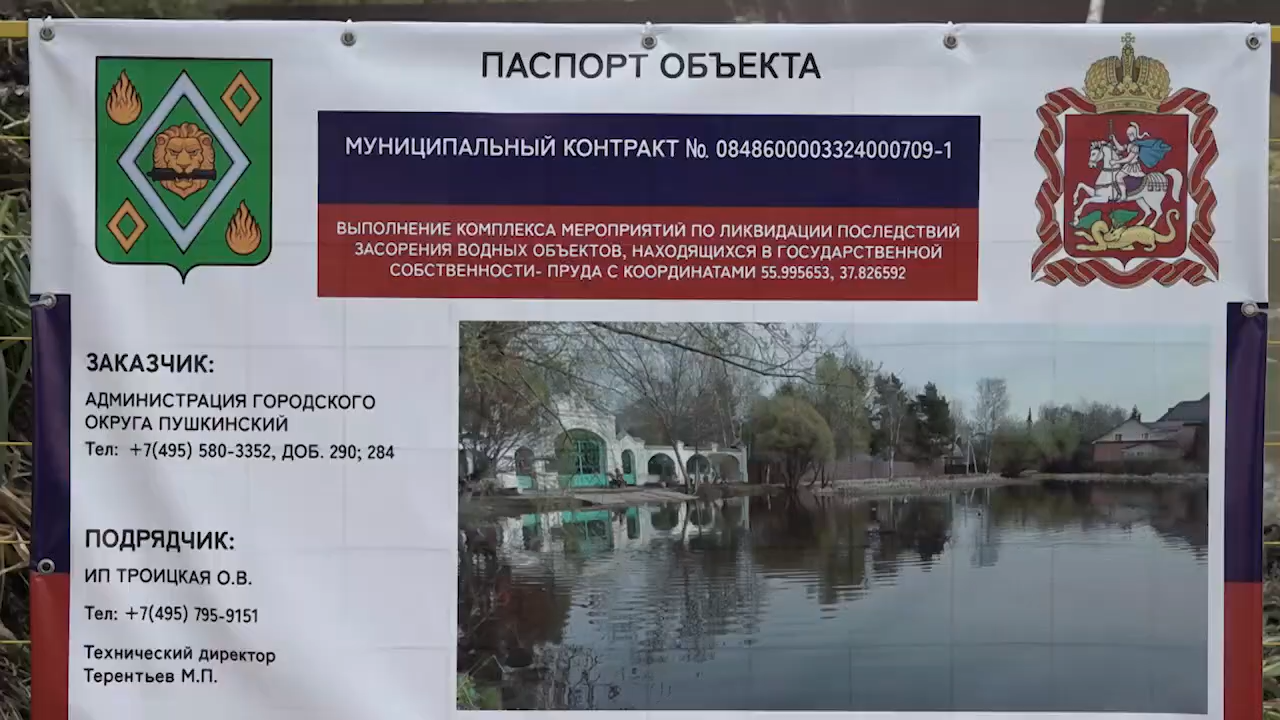 ПАСПОРТ ОБЪЕКТА
МУНИЦИПАЛЬНЫЙ КОНТРАКТ №. 0848600003324000709-1
ВЫПОЛНЕНИЕ КОМПЛЕКСА МЕРОПРИЯТИЙ ПО ЛИКВИДАЦИИ ПОСЛЕДСТВИЙ
ЗАСОРЕНИЯ ВОДНЫХ ОБЪЕКТОВ, НАХОДЯЩИХСЯ В ГОСУДАРСТВЕННОЙ
СОБСТВЕННОСТИ- ПРУДА С КООРДИНАТАМИ 55.995653, 37.826592
ЗАКАЗЧИК:
АДМИНИСТРАЦИЯ ГОРОДСКОГО
ОКРУГА ПУШКИНСКИЙ
Тел: +7(495) 580-3352, ДОБ. 290; 284
ПОДРЯДЧИК:
ИП ТРОИЦКАЯ О.В.
Тел: +7(495) 795-9151
Технический директор
Терентьев М.П.